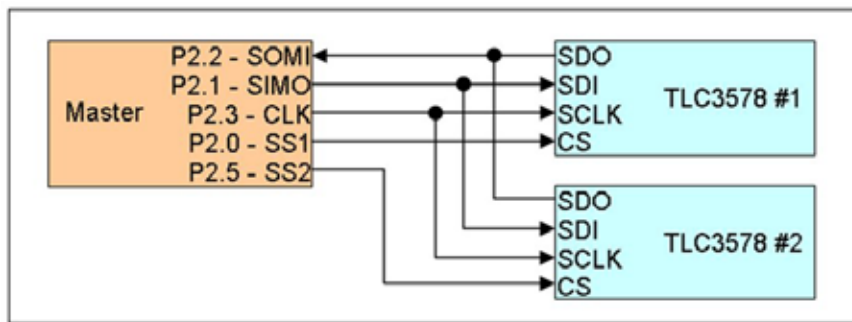 Master
P2.2 - SOMI
P2.1 - SIMO
P2.3 - CLK
P2.0 - SS1
P2.5 - SS2
SDO
SDI
SCLK
CS
TLC3578 #1
SDO
SDI
SCLK
CS
TLC3578 #2